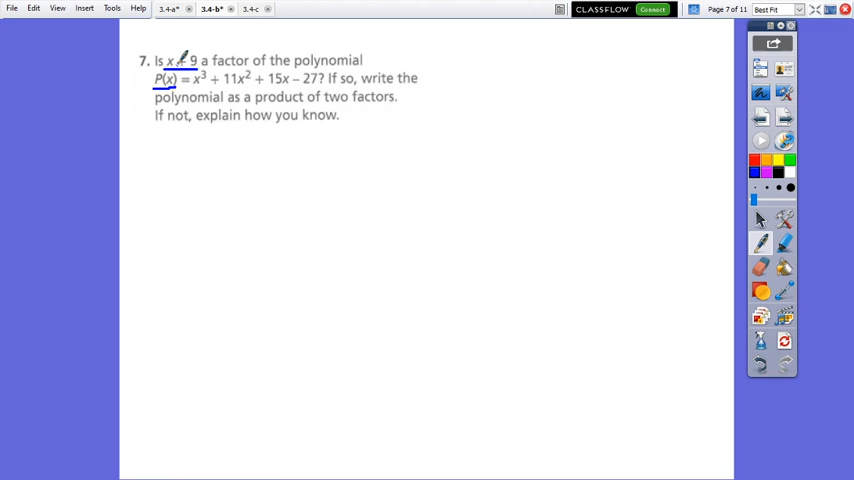 File Edit View Insert Tools Help
3.4-a* 3.4-b* 3.4-c
CLASSFLOW Connect
Page 7 of 11 Best Fit
7. Is x + 9 a factor of the polynomial
P(x) = x³ + 11x² + 15x – 27? If so, write the
polynomial as a product of two factors.
If not, explain how you know.